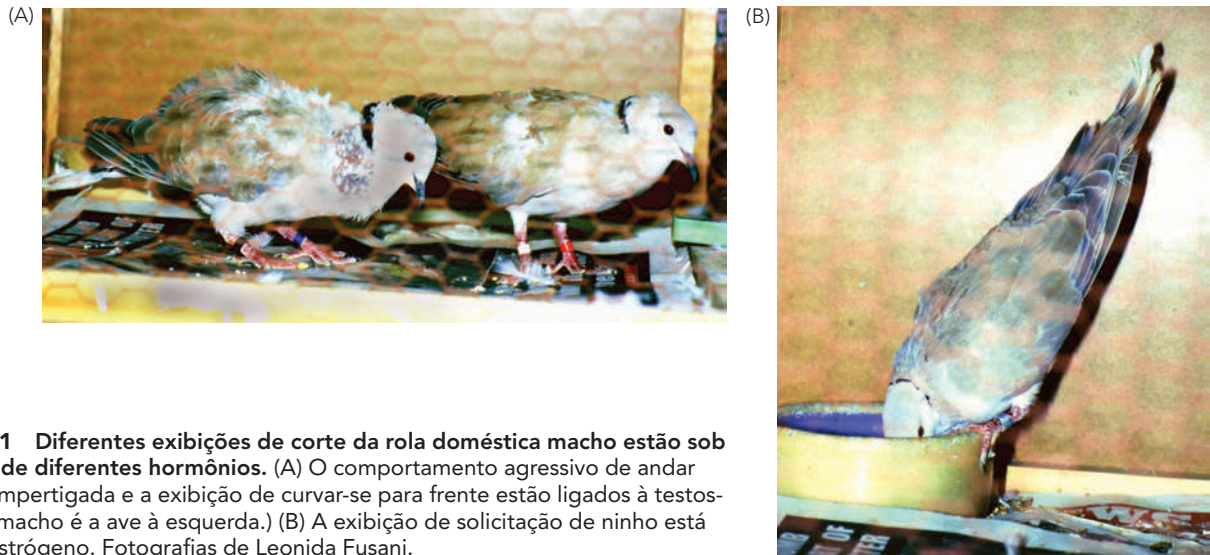 (A)
(B)
1 Diferentes exibições de corte da rola doméstica macho estão sob
de diferentes hormônios. (A) O comportamento agressivo de andar
mpertigada e a exibição de curvar-se para frente estão ligados à testos-
macho é a ave à esquerda.) (B) A exibição de solicitação de ninho está
strógeno. Fotografias de Leonida Fusani.